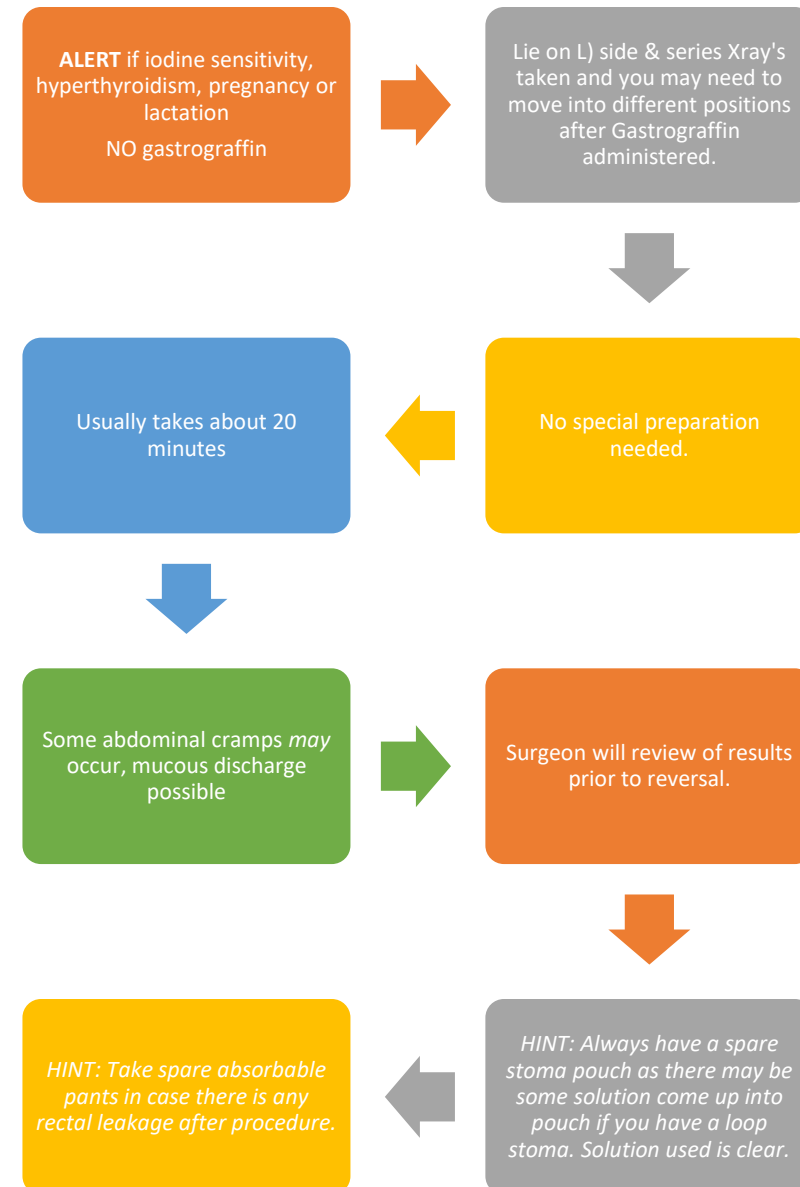 ALERT if iodine sensitivity,
hyperthyroidism, pregnancy or
lactation
NO gastrograffin
Lie on L) side & series Xray's
taken and you may need to
move into different positions
after Gastrograffin
administered.
No special preparation
needed.
Usually takes about 20
minutes
Some abdominal cramps may
occur, mucous discharge
possible
Surgeon will review of results
prior to reversal.
HINT: Always have a spare
stoma pouch as there may be
some solution come up into
pouch if you have a loop
stoma. Solution used is clear.
HINT: Take spare absorbable
pants in case there is any
rectal leakage after procedure.